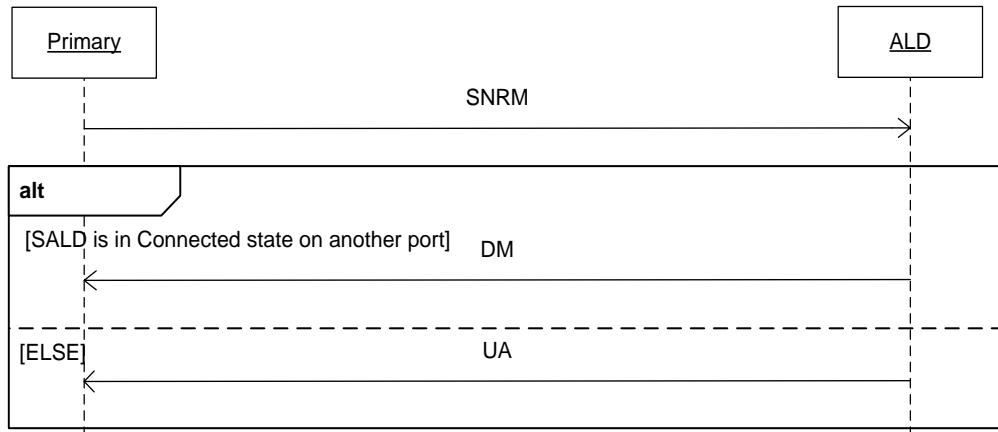 Primary
ALD
SNRM
alt
[SALD is in Connected state on another port]
DM
[ELSE]
UA